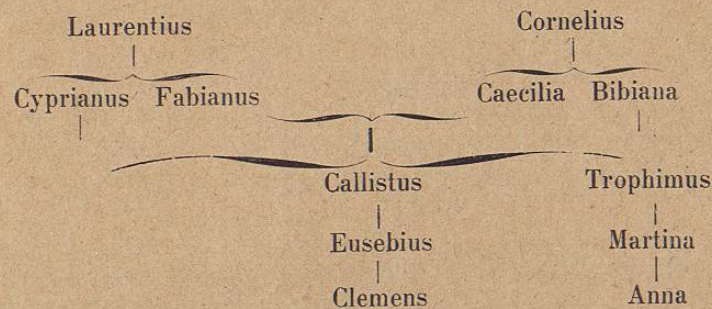 Laurentius Cornelius
Cyprianus Fabianus Caecilia Bibiana
Callistus Trophimus
Eusebius Martina
Clemens Anna